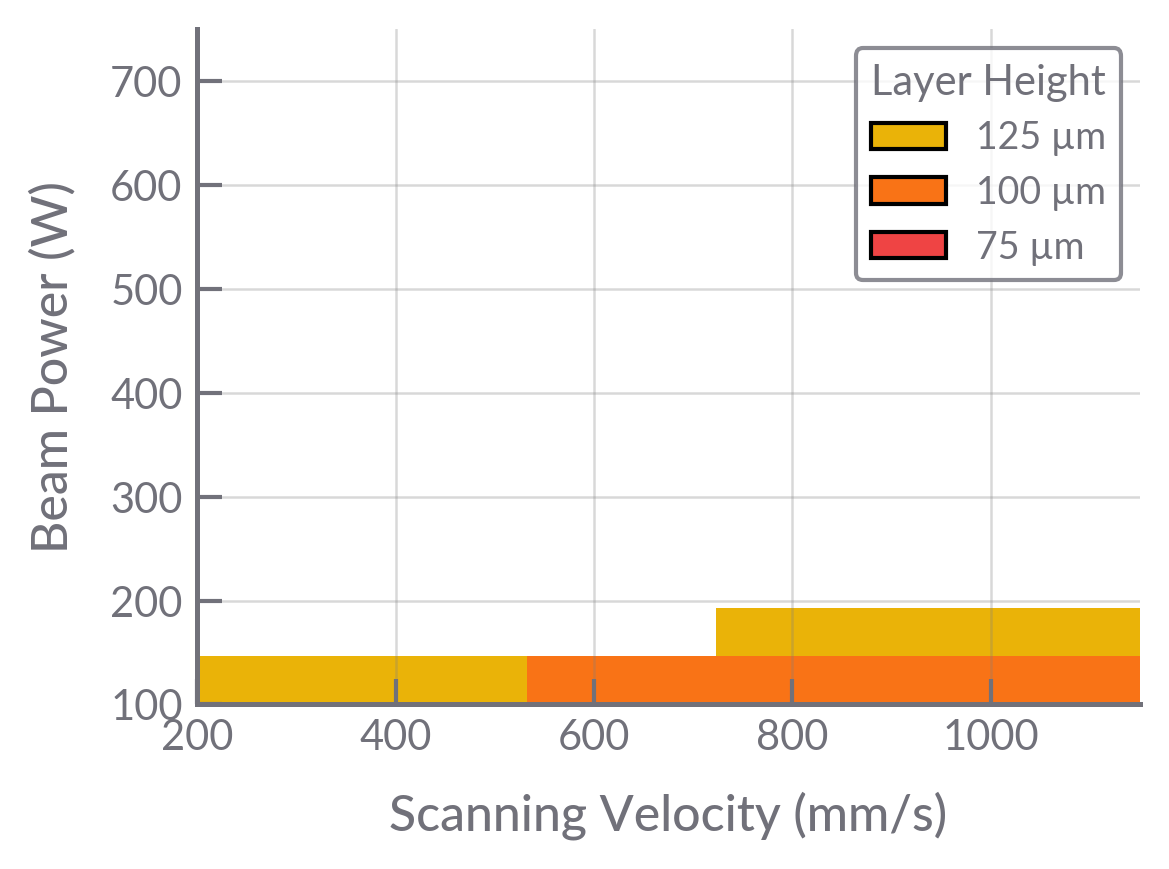 700
600
500
400
300
200
100
Beam Power (W)
Layer Height
125 µm
100 µm
75 µm
200 400 600 800 1000
Scanning Velocity (mm/s)